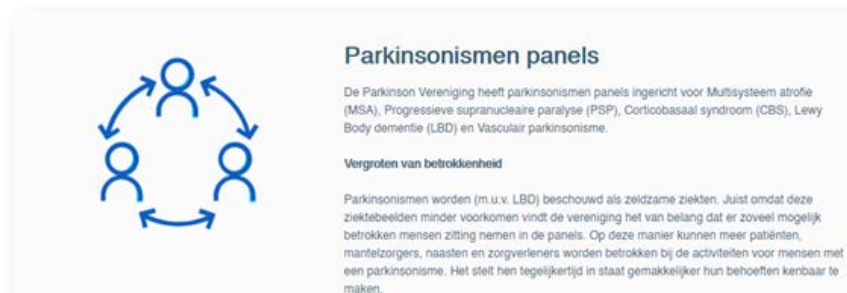 Parkinsonismen panels
De Parkinson Vereniging heeft parkinsonismen panels ingericht voor Multisysteem atrofie
(MSA), Progressieve supranucleaire paralyse (PSP), Corticobasaal syndroom (CBS), Lewy
Body dementie (LBD) en Vasculair parkinsonisme.
Vergroten van betrokkenheid
Parkinsonismen worden (m.u.v. LBD) beschouwd als zeldzame ziekten. Juist omdat deze
ziektebeelden minder voorkomen vindt de vereniging het van belang dat er zoveel mogelijk
betrokken mensen zitting nemen in de panels. Op deze manier kunnen meer patiënten,
mantelzorgers, naasten en zorgverleners worden betrokken bij de activiteiten voor mensen met
een parkinsonisme. Het stelt hen tegelijkertijd in staat gemakkelijker hun behoeften kenbaar te
maken.